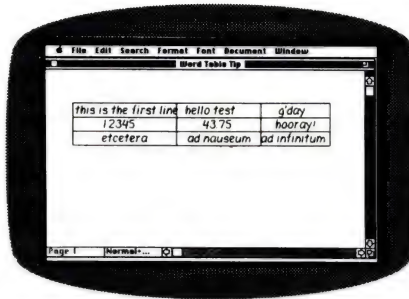 File Edit Search Format Font Document Window
Word Table Tip
this is the first line hello test g'day
12345 43.75 hooray!
etcetera ad nauseum ad infinitum
Page 1 Normal+...